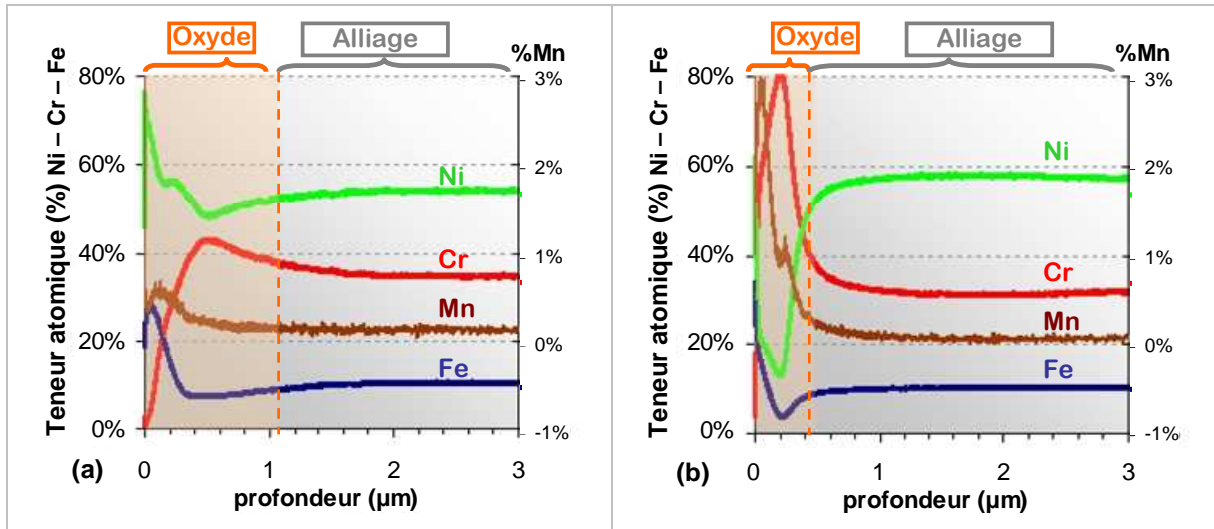 Oxyde
Alliage
%Mn
Teneur atomique (%) Ni – Cr – Fe
80%
60%
40%
20%
0%
3%
2%
1%
0%
-1%
Ni
Cr
Mn
Fe
0
1
2
3
(a)
profondeur (µm)
Oxyde
Alliage
%Mn
Teneur atomique (%) Ni – Cr – Fe
80%
60%
40%
20%
0%
3%
2%
1%
0%
-1%
Ni
Cr
Mn
Fe
0
1
2
3
(b)
profondeur (µm)